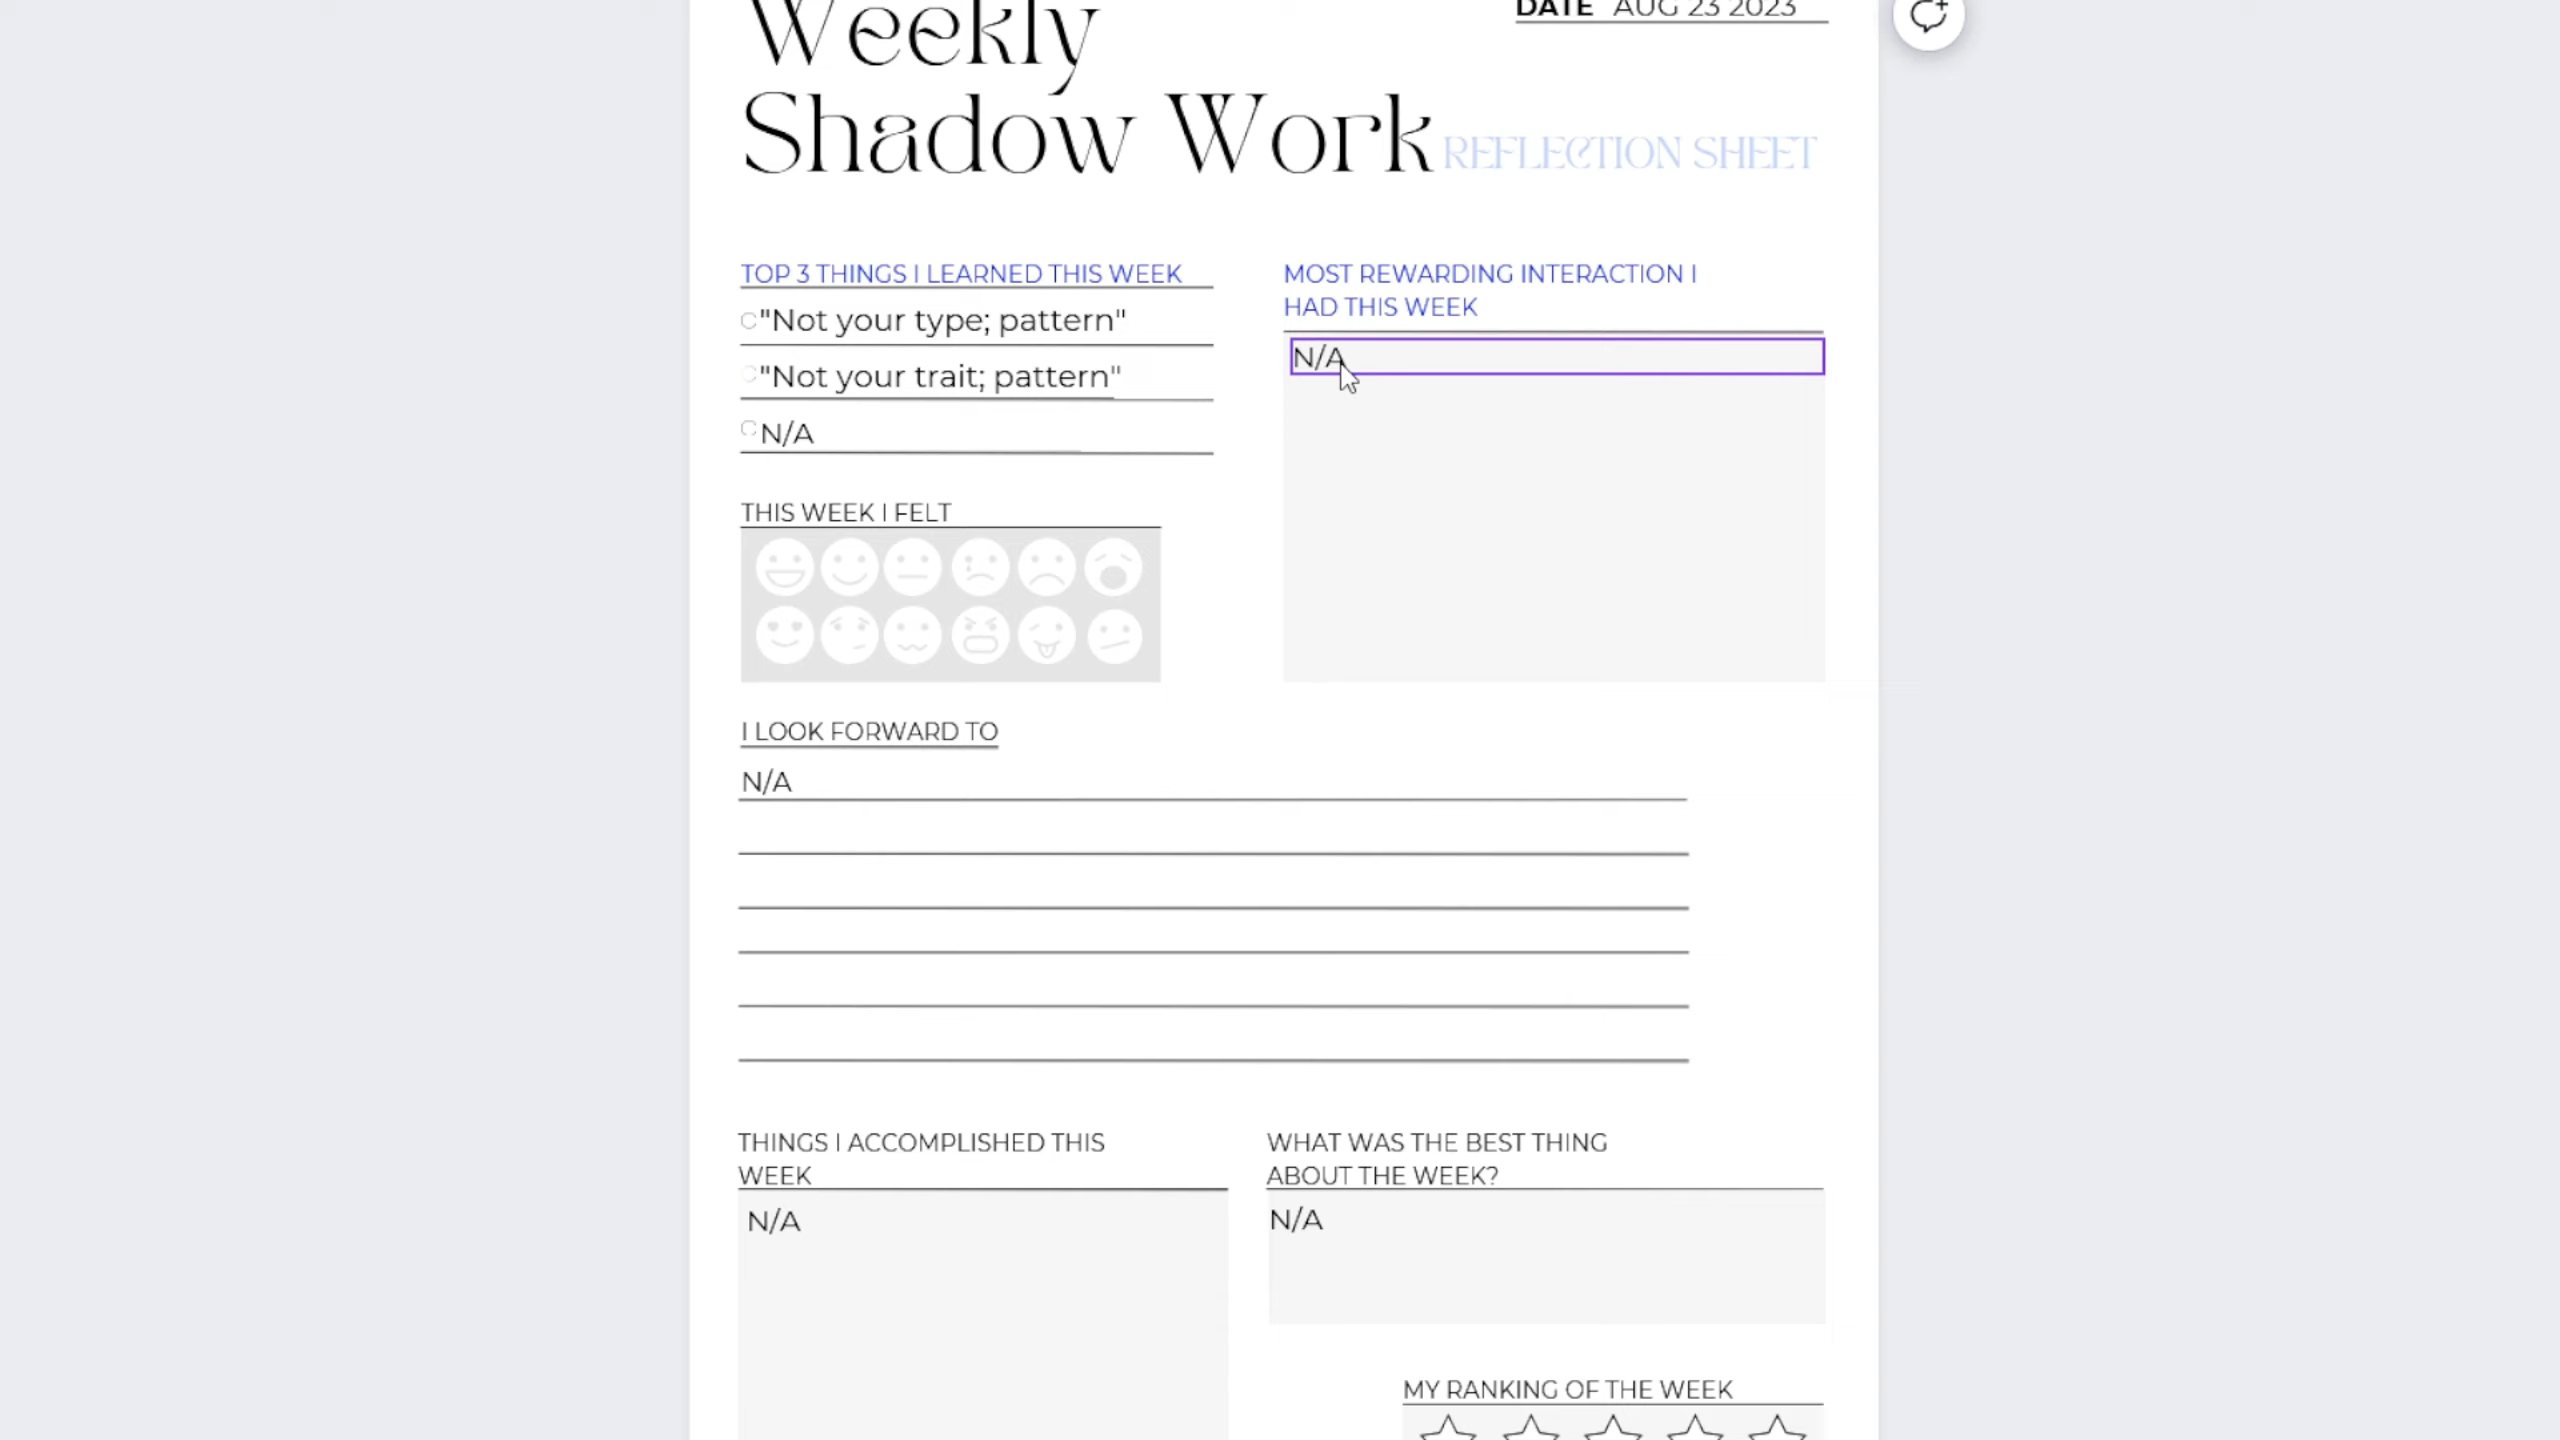 Weekly
DATE AUG 23 2023
Shadow Work REFLECTION SHEET
TOP 3 THINGS I LEARNED THIS WEEK
"Not your type; pattern"
"Not your trait; pattern"
N/A
MOST REWARDING INTERACTION I
HAD THIS WEEK
N/A
THIS WEEK I FELT
I LOOK FORWARD TO
N/A
THINGS I ACCOMPLISHED THIS
WEEK
N/A
WHAT WAS THE BEST THING
ABOUT THE WEEK?
N/A
MY RANKING OF THE WEEK